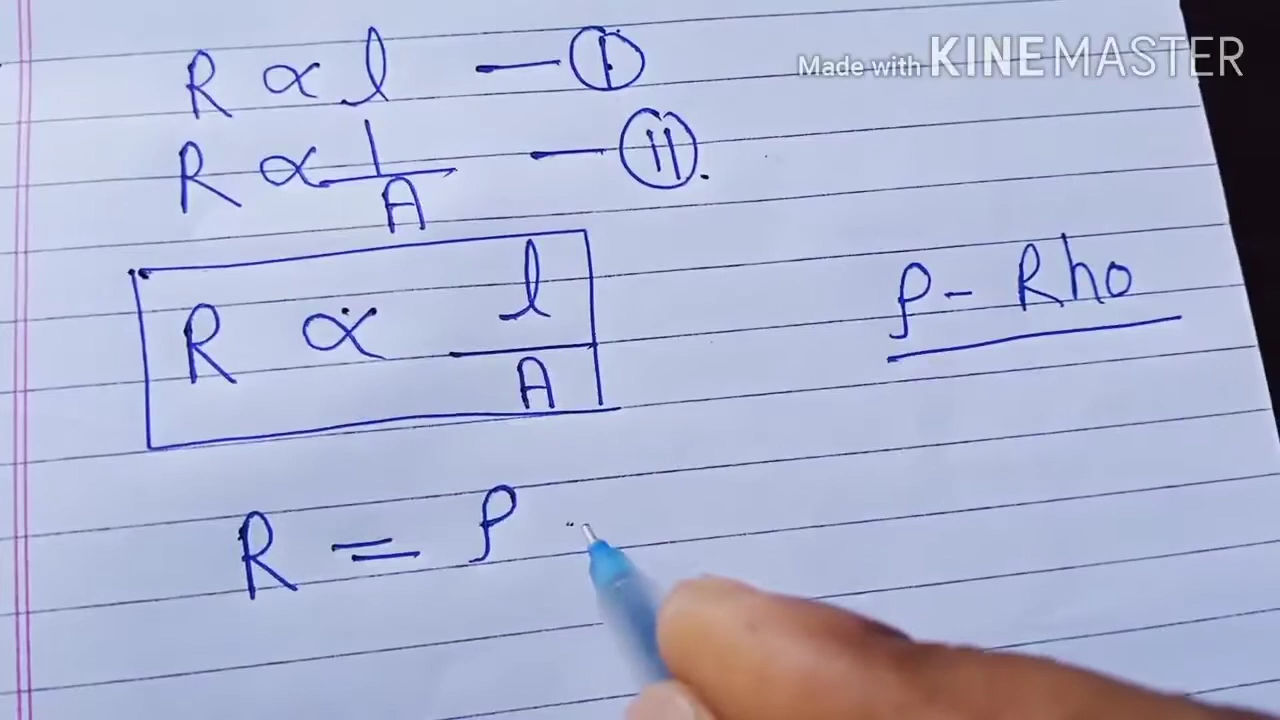 R ∝ l — I
Made with KINEMASTER
R ∝ 1/A — II.
R ∝ l/A
ρ - Rho
R = ρ